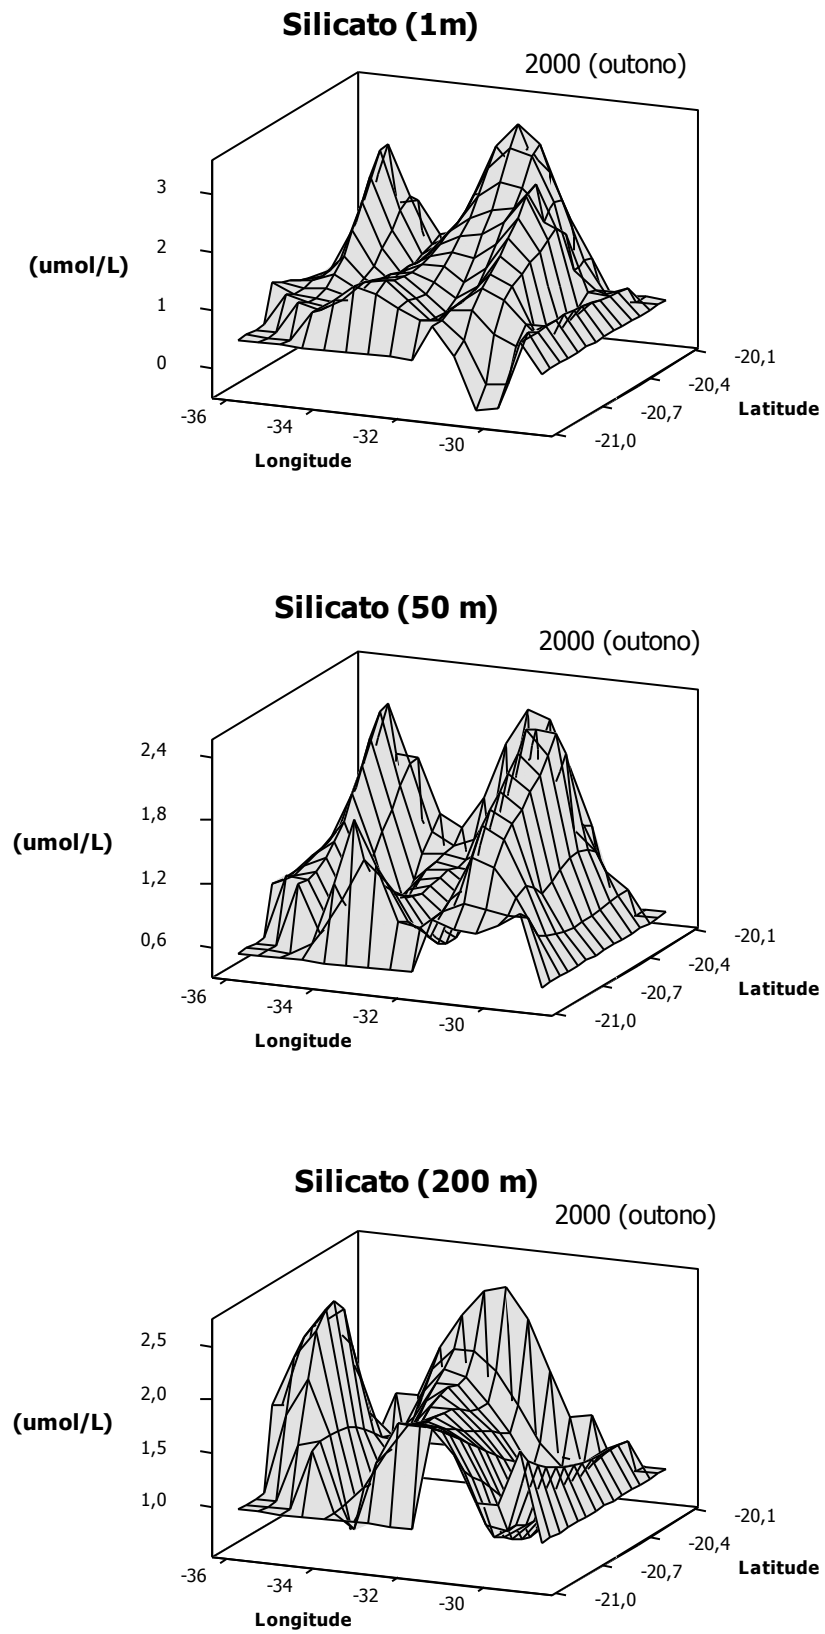 Silicato (1m)
2000 (outono)
3
2
(umol/L)
1
0
-20,1
-20,4
-36
-34
-32
-30
-20,7
Latitude
-21,0
Longitude
Silicato (50 m)
2000 (outono)
2,4
1,8
(umol/L)
1,2
0,6
-20,1
-20,4
-36
-34
-32
-30
-20,7
Latitude
-21,0
Longitude
Silicato (200 m)
2000 (outono)
2,5
2,0
(umol/L)
1,5
1,0
-20,1
-20,4
-36
-34
-32
-30
-20,7
Latitude
-21,0
Longitude